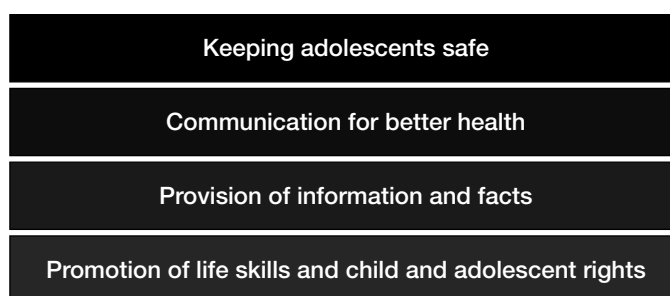 Keeping adolescents safe
Communication for better health
Provision of information and facts
Promotion of life skills and child and adolescent rights